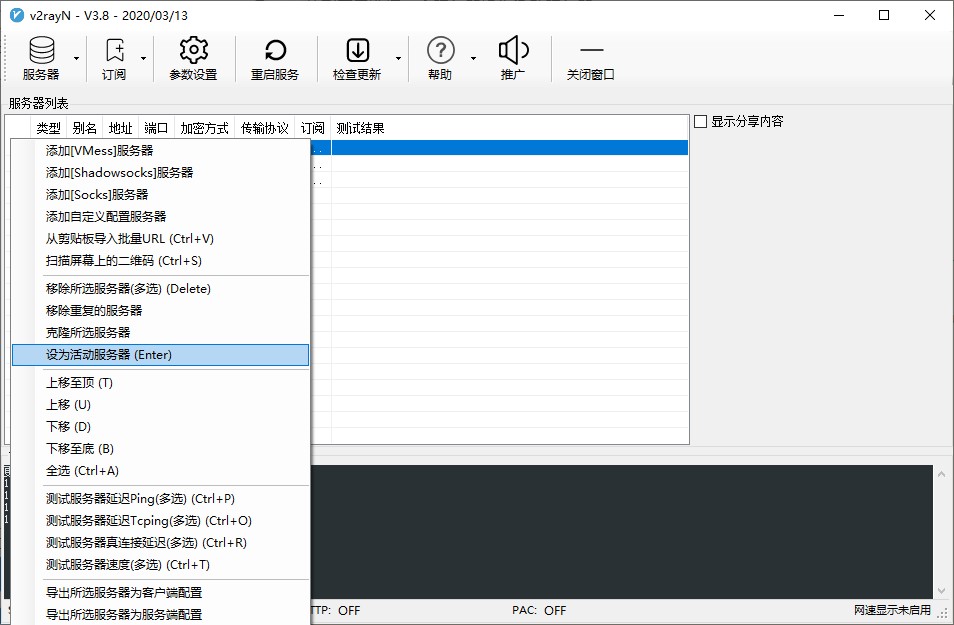 v2rayN - V3.8 - 2020/03/13
服务器 订阅 参数设置 重启服务 检查更新 帮助 推广 关闭窗口
服务器列表
类型 别名 地址 端口 加密方式 传输协议 订阅 测试结果
显示分享内容
添加[VMess]服务器
添加[Shadowsocks]服务器
添加[Socks]服务器
添加自定义配置服务器
从剪贴板导入批量URL (Ctrl+V)
扫描屏幕上的二维码 (Ctrl+S)
移除所选服务器(多选) (Delete)
移除重复的服务器
克隆所选服务器
设为活动服务器 (Enter)
上移至顶 (T)
上移 (U)
下移 (D)
下移至底 (B)
全选 (Ctrl+A)
测试服务器延迟Ping(多选) (Ctrl+P)
测试服务器延迟Tcping(多选) (Ctrl+O)
测试服务器真连接延迟(多选) (Ctrl+R)
测试服务器速度(多选) (Ctrl+T)
导出所选服务器为客户端配置
TP: OFF PAC: OFF 网速显示未启用
导出所选服务器为服务端配置